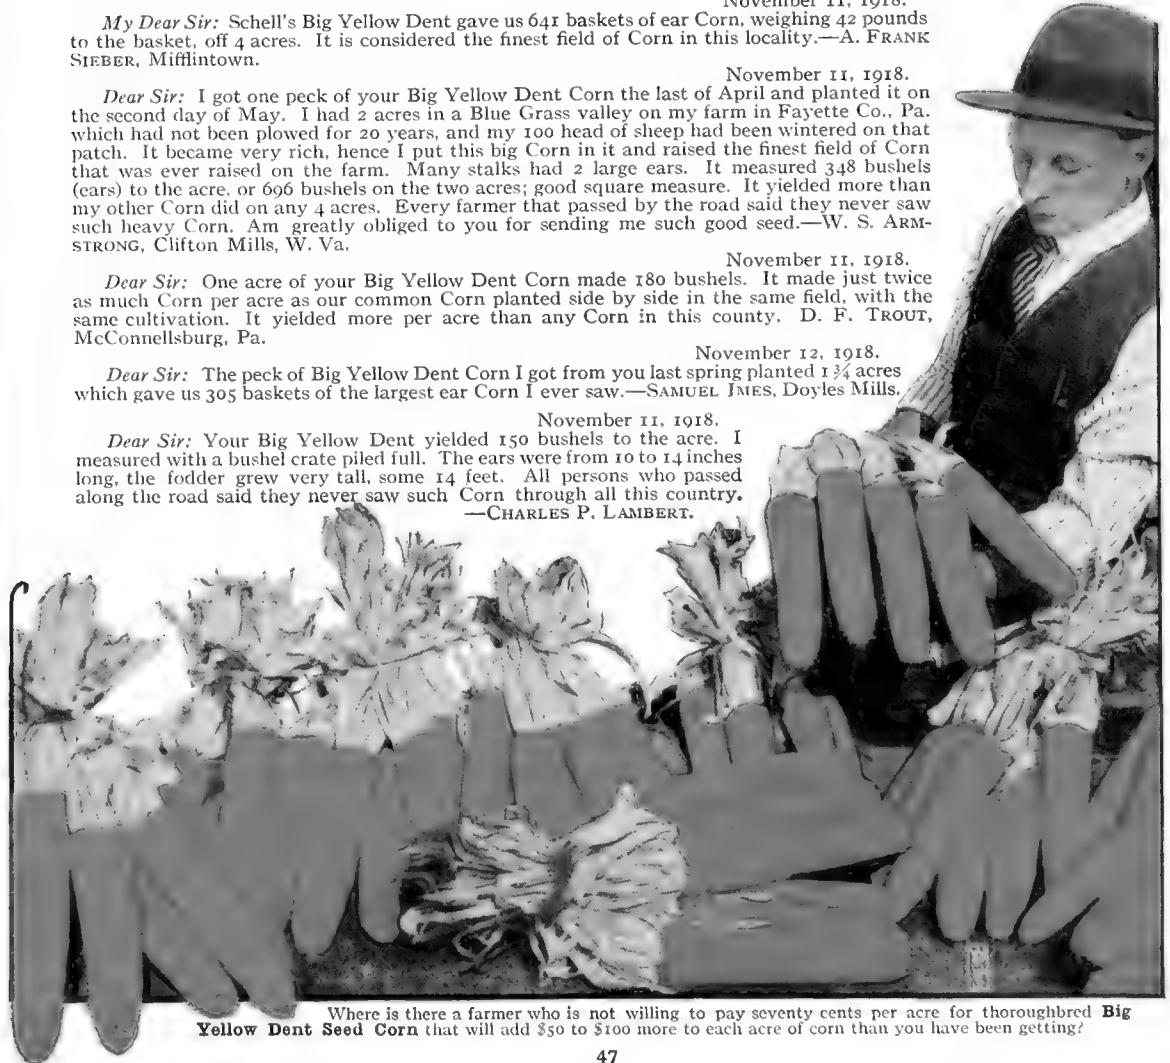 November 11, 1918.
My Dear Sir: Schell's Big Yellow Dent gave us 641 baskets of ear Corn, weighing 42 pounds
to the basket, off 4 acres. It is considered the finest field of Corn in this locality.—A. FRANK
SIEBER, Mifflintown.
November 11, 1918.
Dear Sir: I got one peck of your Big Yellow Dent Corn the last of April and planted it on
the second day of May. I had 2 acres in a Blue Grass valley on my farm in Fayette Co., Pa.
which had not been plowed for 20 years, and my 100 head of sheep had been wintered on that
patch. It became very rich, hence I put this big Corn in it and raised the finest field of Corn
that was ever raised on the farm. Many stalks had 2 large ears. It measured 348 bushels
(ears) to the acre, or 696 bushels on the two acres; good square measure. It yielded more than
my other Corn did on any 4 acres. Every farmer that passed by the road said they never saw
such heavy Corn. Am greatly obliged to you for sending me such good seed.—W. S. ARM-
STRONG, Clifton Mills, W. Va.
November 11, 1918.
Dear Sir: One acre of your Big Yellow Dent Corn made 180 bushels. It made just twice
as much Corn per acre as our common Corn planted side by side in the same field, with the
same cultivation. It yielded more per acre than any Corn in this county. D. F. TROUT,
McConnellsburg, Pa.
November 12, 1918.
Dear Sir: The peck of Big Yellow Dent Corn I got from you last spring planted 1¾ acres
which gave us 305 baskets of the largest ear Corn I ever saw.—SAMUEL IMES, Doyles Mills.
November 11, 1918.
Dear Sir: Your Big Yellow Dent yielded 150 bushels to the acre. I
measured with a bushel crate piled full. The ears were from 10 to 14 inches
long, the fodder grew very tall, some 14 feet. All persons who passed
along the road said they never saw such Corn through all this country.
—CHARLES P. LAMBERT.
Where is there a farmer who is not willing to pay seventy cents per acre for thoroughbred Big
Yellow Dent Seed Corn that will add $50 to $100 more to each acre of corn than you have been getting?
47